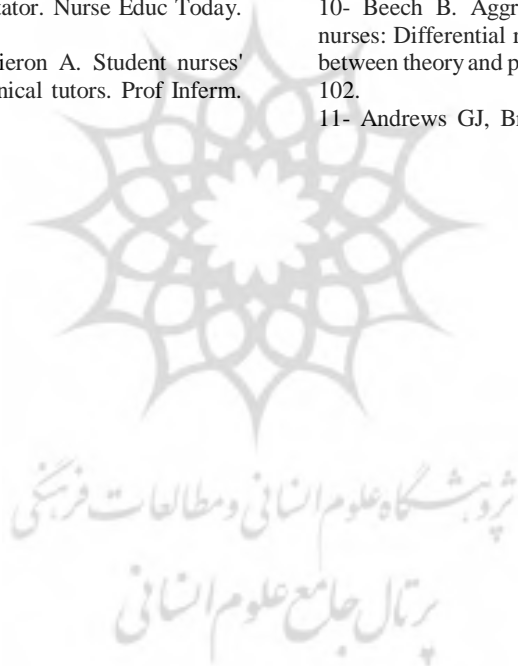 tator. Nurse Educ Today.
ieron A. Student nurses'
nical tutors. Prof Inferm.
10- Beech B. Aggr
nurses: Differential r
between theory and p
102.
11- Andrews GJ, Br
پژوهشگاه علوم انسانی و مطالعات فرهنگی
پرتال جامع علوم انسانی